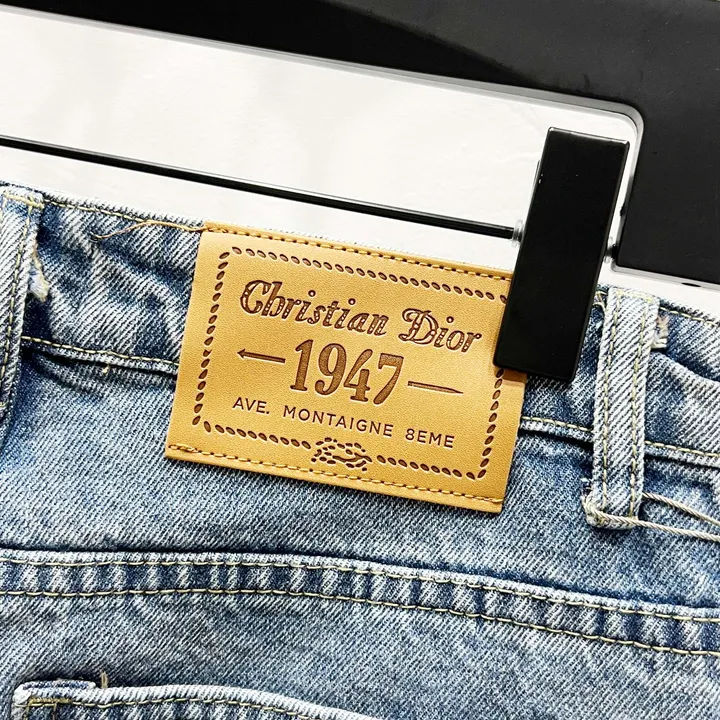 Christian Dior
1947
AVE. MONTAIGNE 8EME